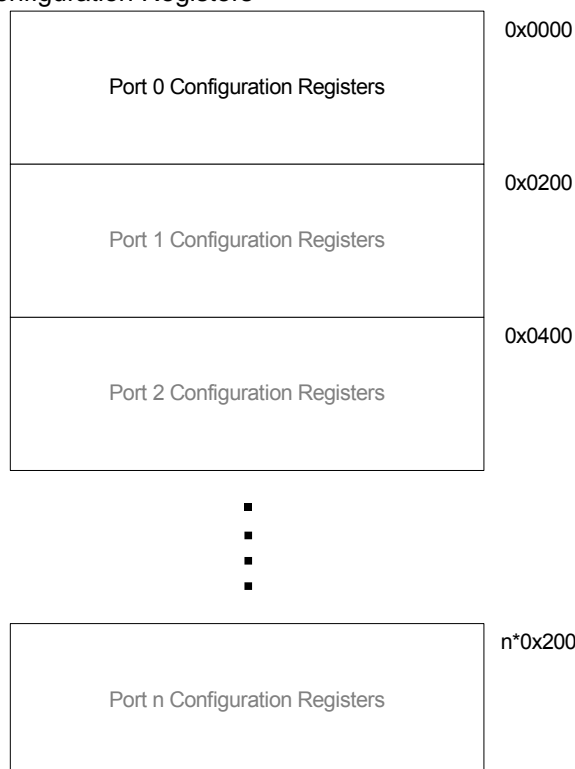 Configuration Registers
0x0000
Port 0 Configuration Registers
0x0200
Port 1 Configuration Registers
0x0400
Port 2 Configuration Registers
n*0x200
Port n Configuration Registers